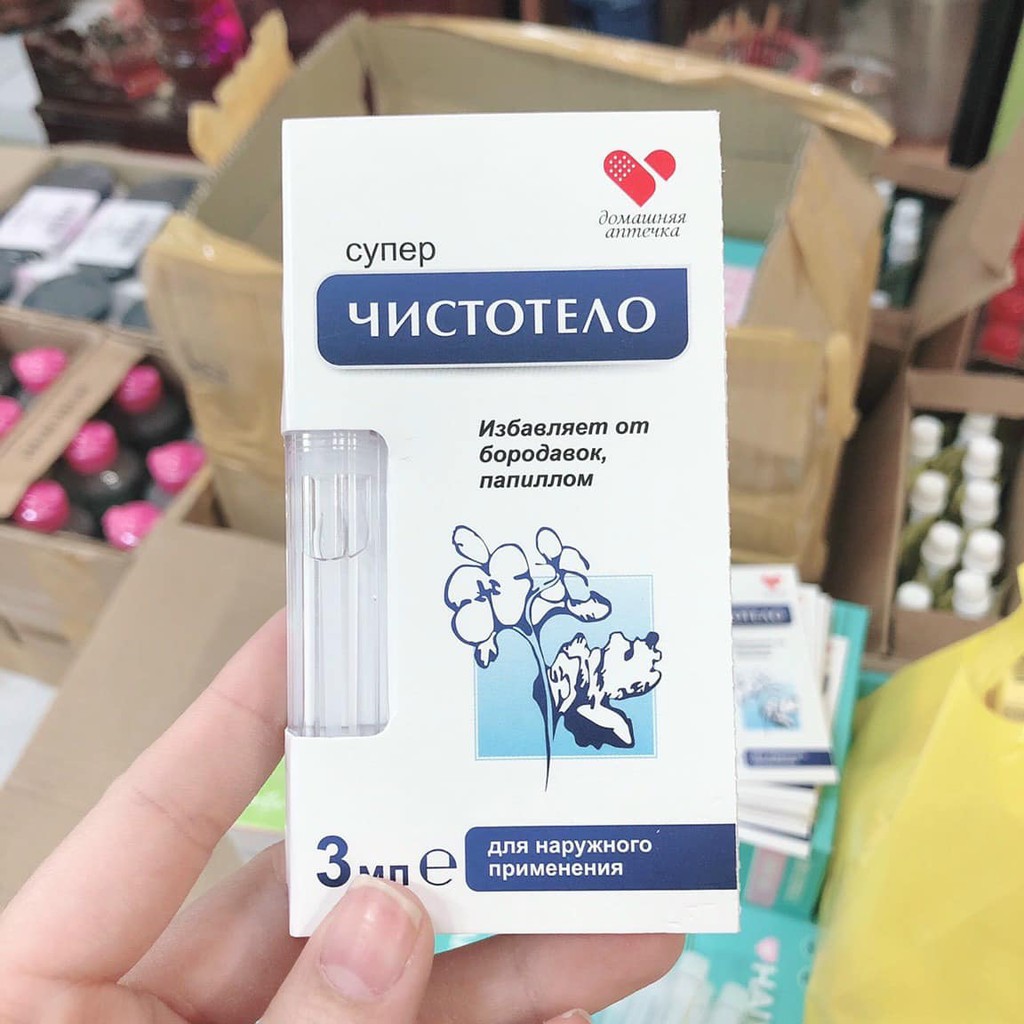 домашняя
аптечка
супер
ЧИСТОТЕЛО
Избавляет от
бородавок,
папиллом
3 мл e
для наружного
применения